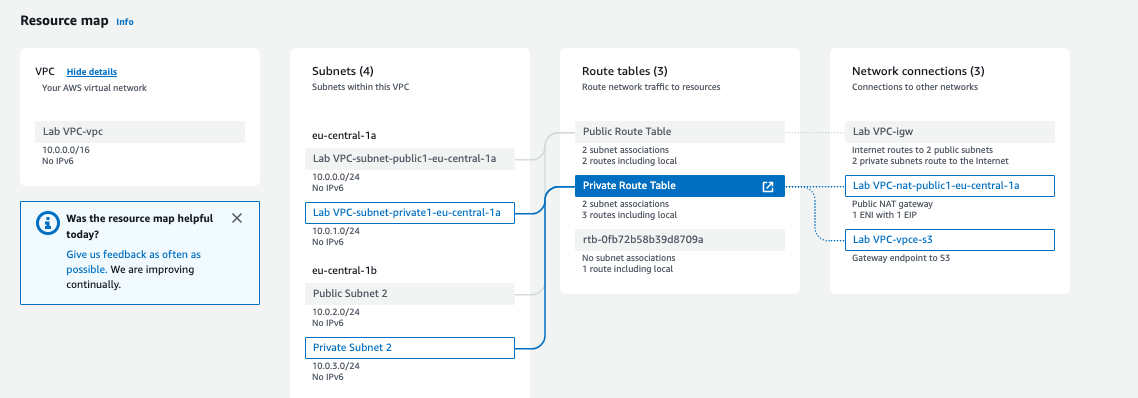 Resource map Info
VPC Hide details
Your AWS virtual network
Lab VPC-vpc
10.0.0.0/16
No IPv6
Was the resource map helpful
today?
Give us feedback as often as
possible. We are improving
continually.
Subnets (4)
Subnets within this VPC
eu-central-1a
Lab VPC-subnet-public1-eu-central-1a
10.0.0.0/24
No IPv6
Lab VPC-subnet-private1-eu-central-1a
10.0.1.0/24
No IPv6
eu-central-1b
Public Subnet 2
10.0.2.0/24
No IPv6
Private Subnet 2
10.0.3.0/24
No IPv6
Route tables (3)
Route network traffic to resources
Public Route Table
2 subnet associations
2 routes including local
Private Route Table
2 subnet associations
3 routes including local
rtb-0fb72b58b39d8709a
No subnet associations
1 route including local
Network connections (3)
Connections to other networks
Lab VPC-igw
Internet routes to 2 public subnets
2 private subnets route to the Internet
Lab VPC-nat-public1-eu-central-1a
Public NAT gateway
1 ENI with 1 EIP
Lab VPC-vpce-s3
Gateway endpoint to S3